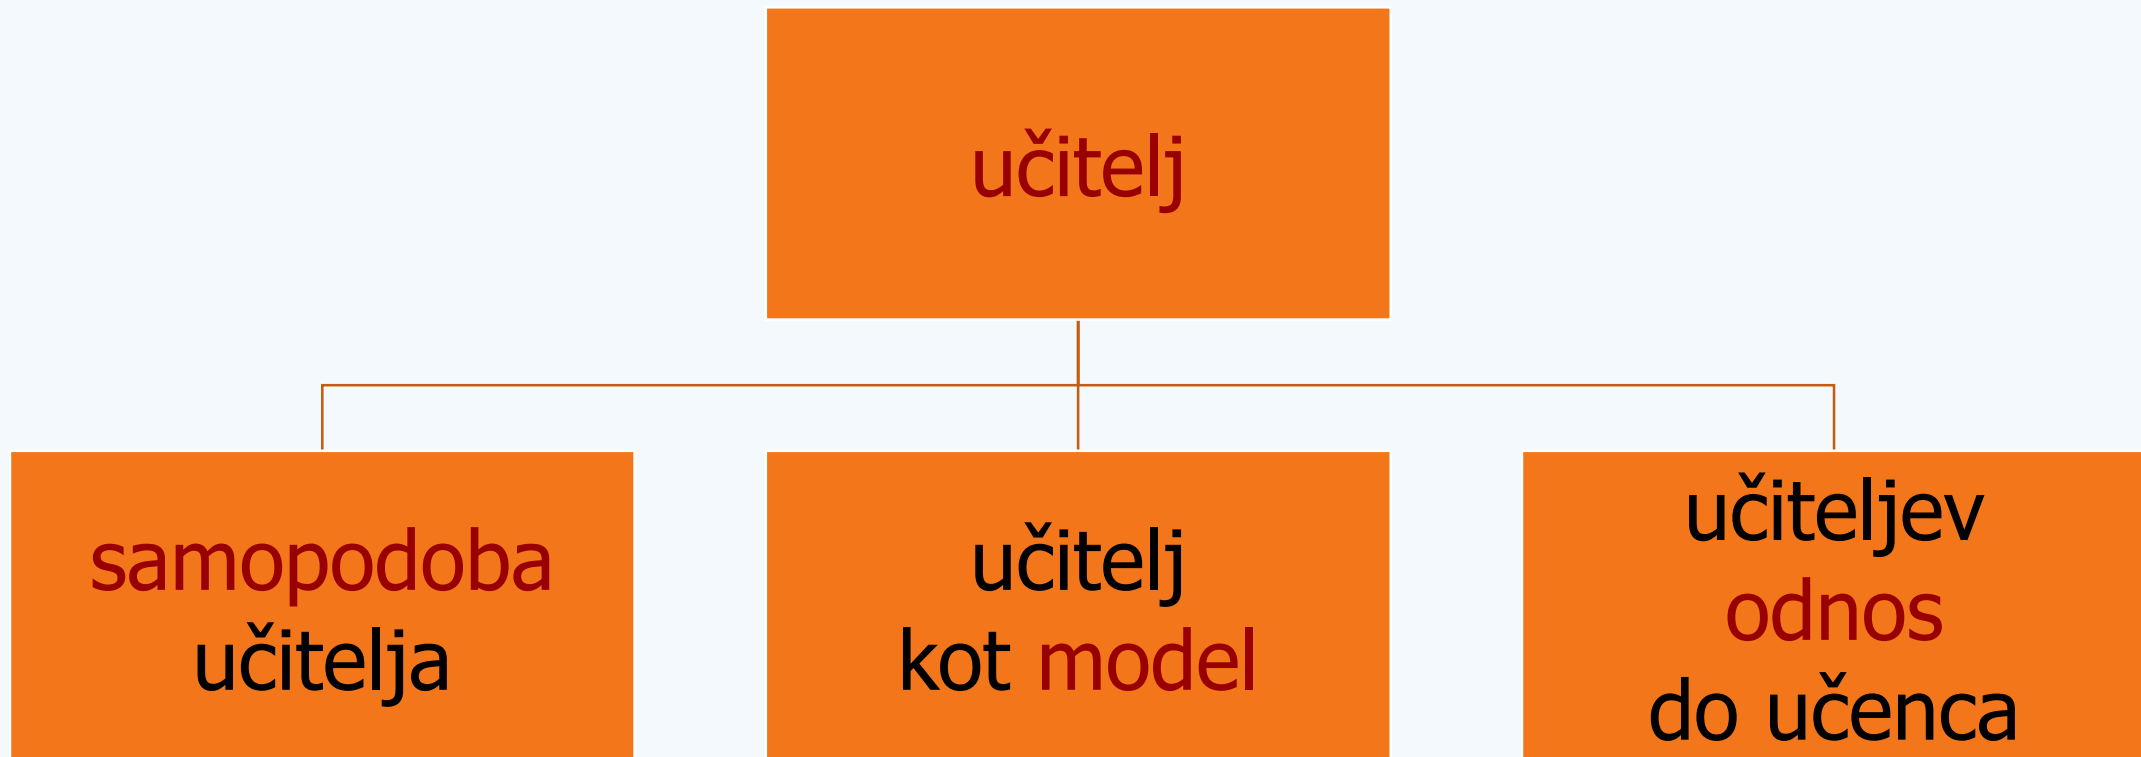 učitelj
samopodoba
učitelja
učitelj
kot model
učiteljev
odnos
do učenca